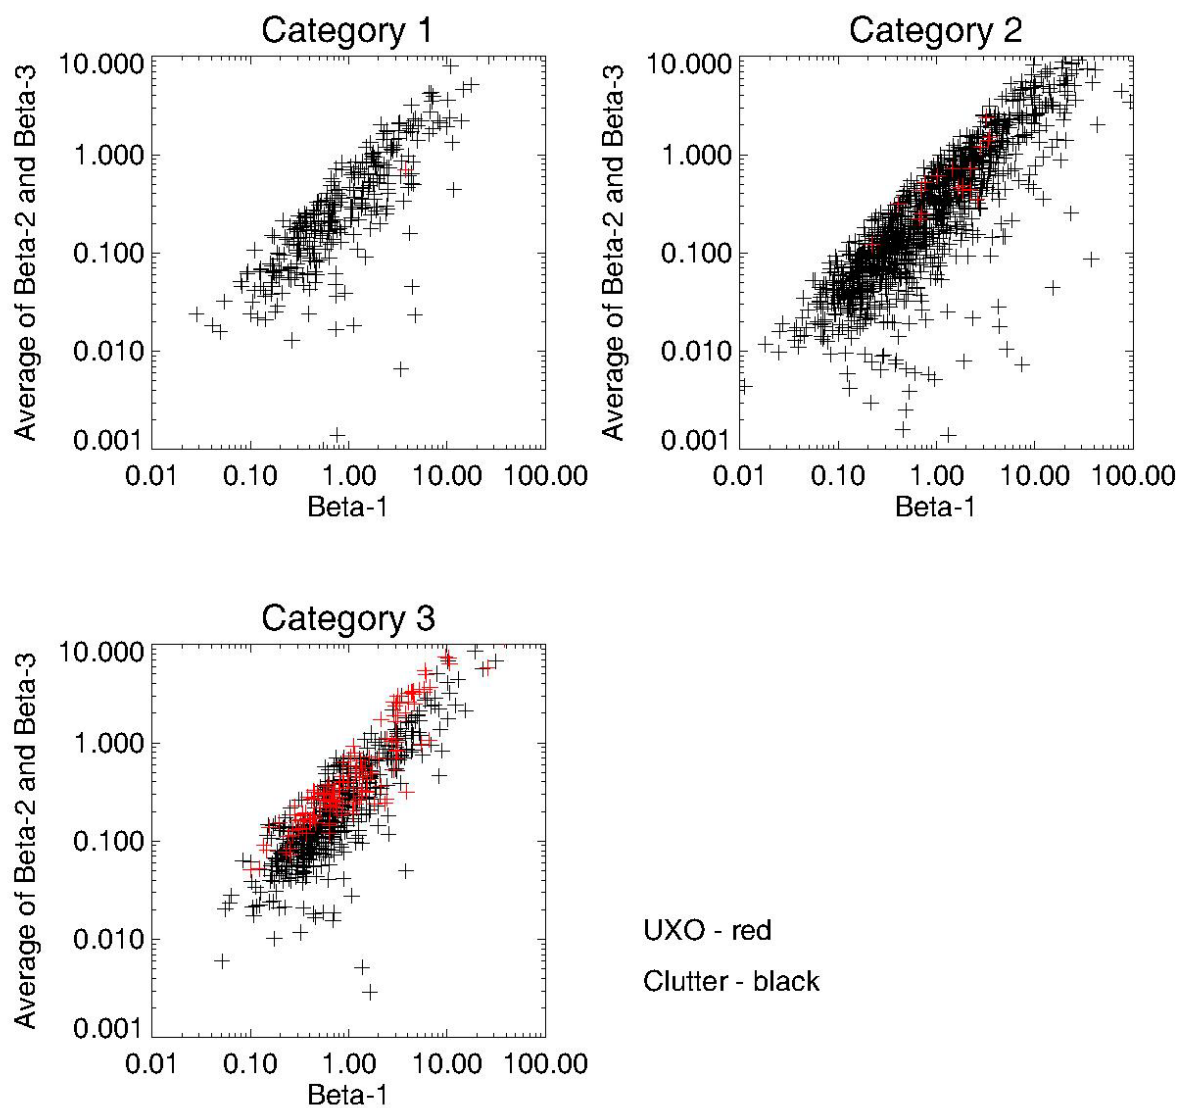 Category 1
Average of Beta-2 and Beta-3
10.000
1.000
0.100
0.010
0.001
0.01 0.10 1.00 10.00 100.00
Beta-1
Category 2
Average of Beta-2 and Beta-3
10.000
1.000
0.100
0.010
0.001
0.01 0.10 1.00 10.00 100.00
Beta-1
Category 3
Average of Beta-2 and Beta-3
10.000
1.000
0.100
0.010
0.001
0.01 0.10 1.00 10.00 100.00
Beta-1
UXO - red
Clutter - black